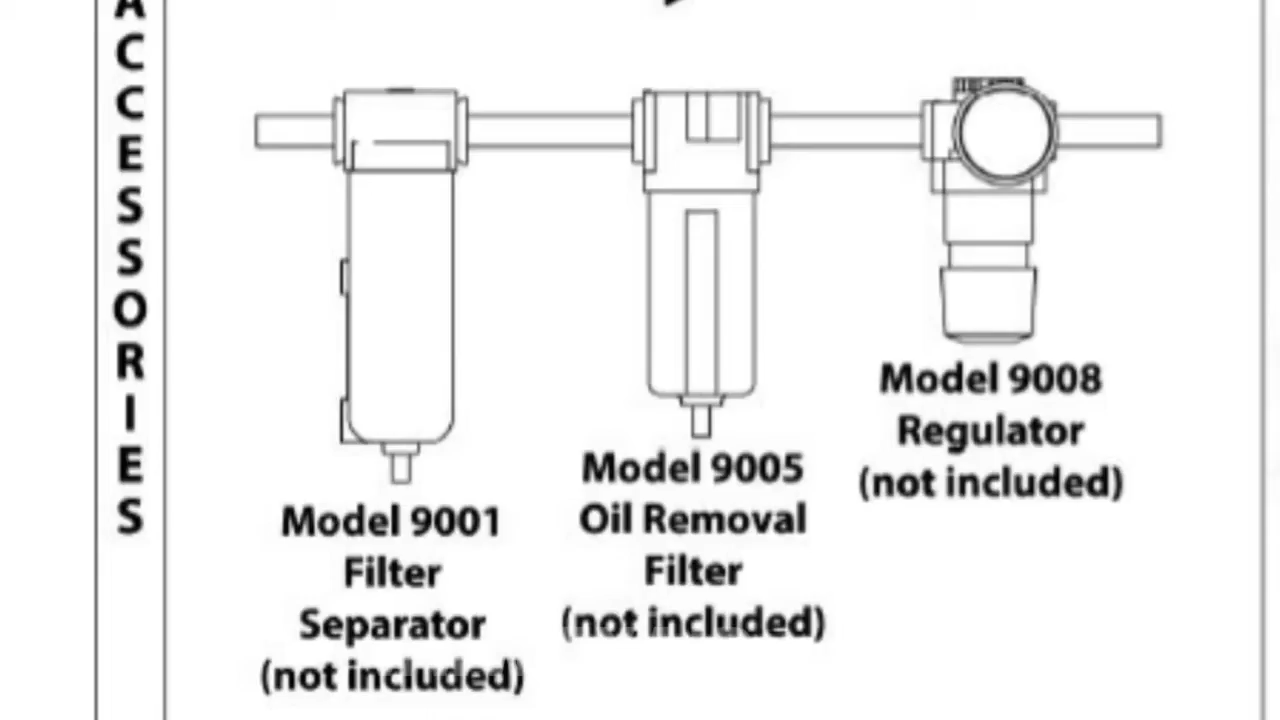 ACCESSORIES
Model 9001
Filter
Separator
(not included)
Model 9005
Oil Removal
Filter
(not included)
Model 9008
Regulator
(not included)